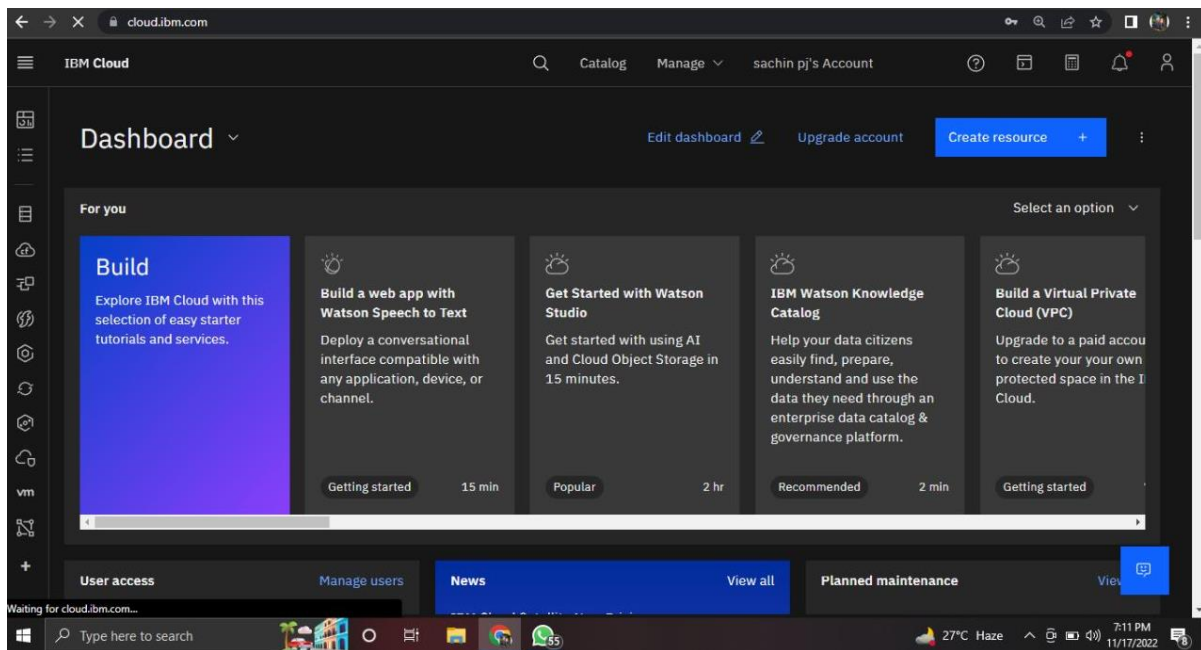 cloud.ibm.com
IBM Cloud
Catalog
Manage
sachin pj's Account
Dashboard
Edit dashboard
Upgrade account
Create resource +
For you
Select an option
Build
Explore IBM Cloud with this
selection of easy starter
tutorials and services.
Build a web app with
Watson Speech to Text
Deploy a conversational
interface compatible with
any application, device, or
channel.
Getting started
15 min
Get Started with Watson
Studio
Get started with using AI
and Cloud Object Storage in
15 minutes.
Popular
2 hr
IBM Watson Knowledge
Catalog
Help your data citizens
easily find, prepare,
understand and use the
data they need through an
enterprise data catalog &
governance platform.
Recommended
2 min
Build a Virtual Private
Cloud (VPC)
Upgrade to a paid accou
to create your your own
protected space in the I
Cloud.
Getting started
vm
User access
Manage users
News
View all
Planned maintenance
Vie
Waiting for cloud.ibm.com...
Type here to search
55
27°C Haze
7:11 PM
11/17/2022
8